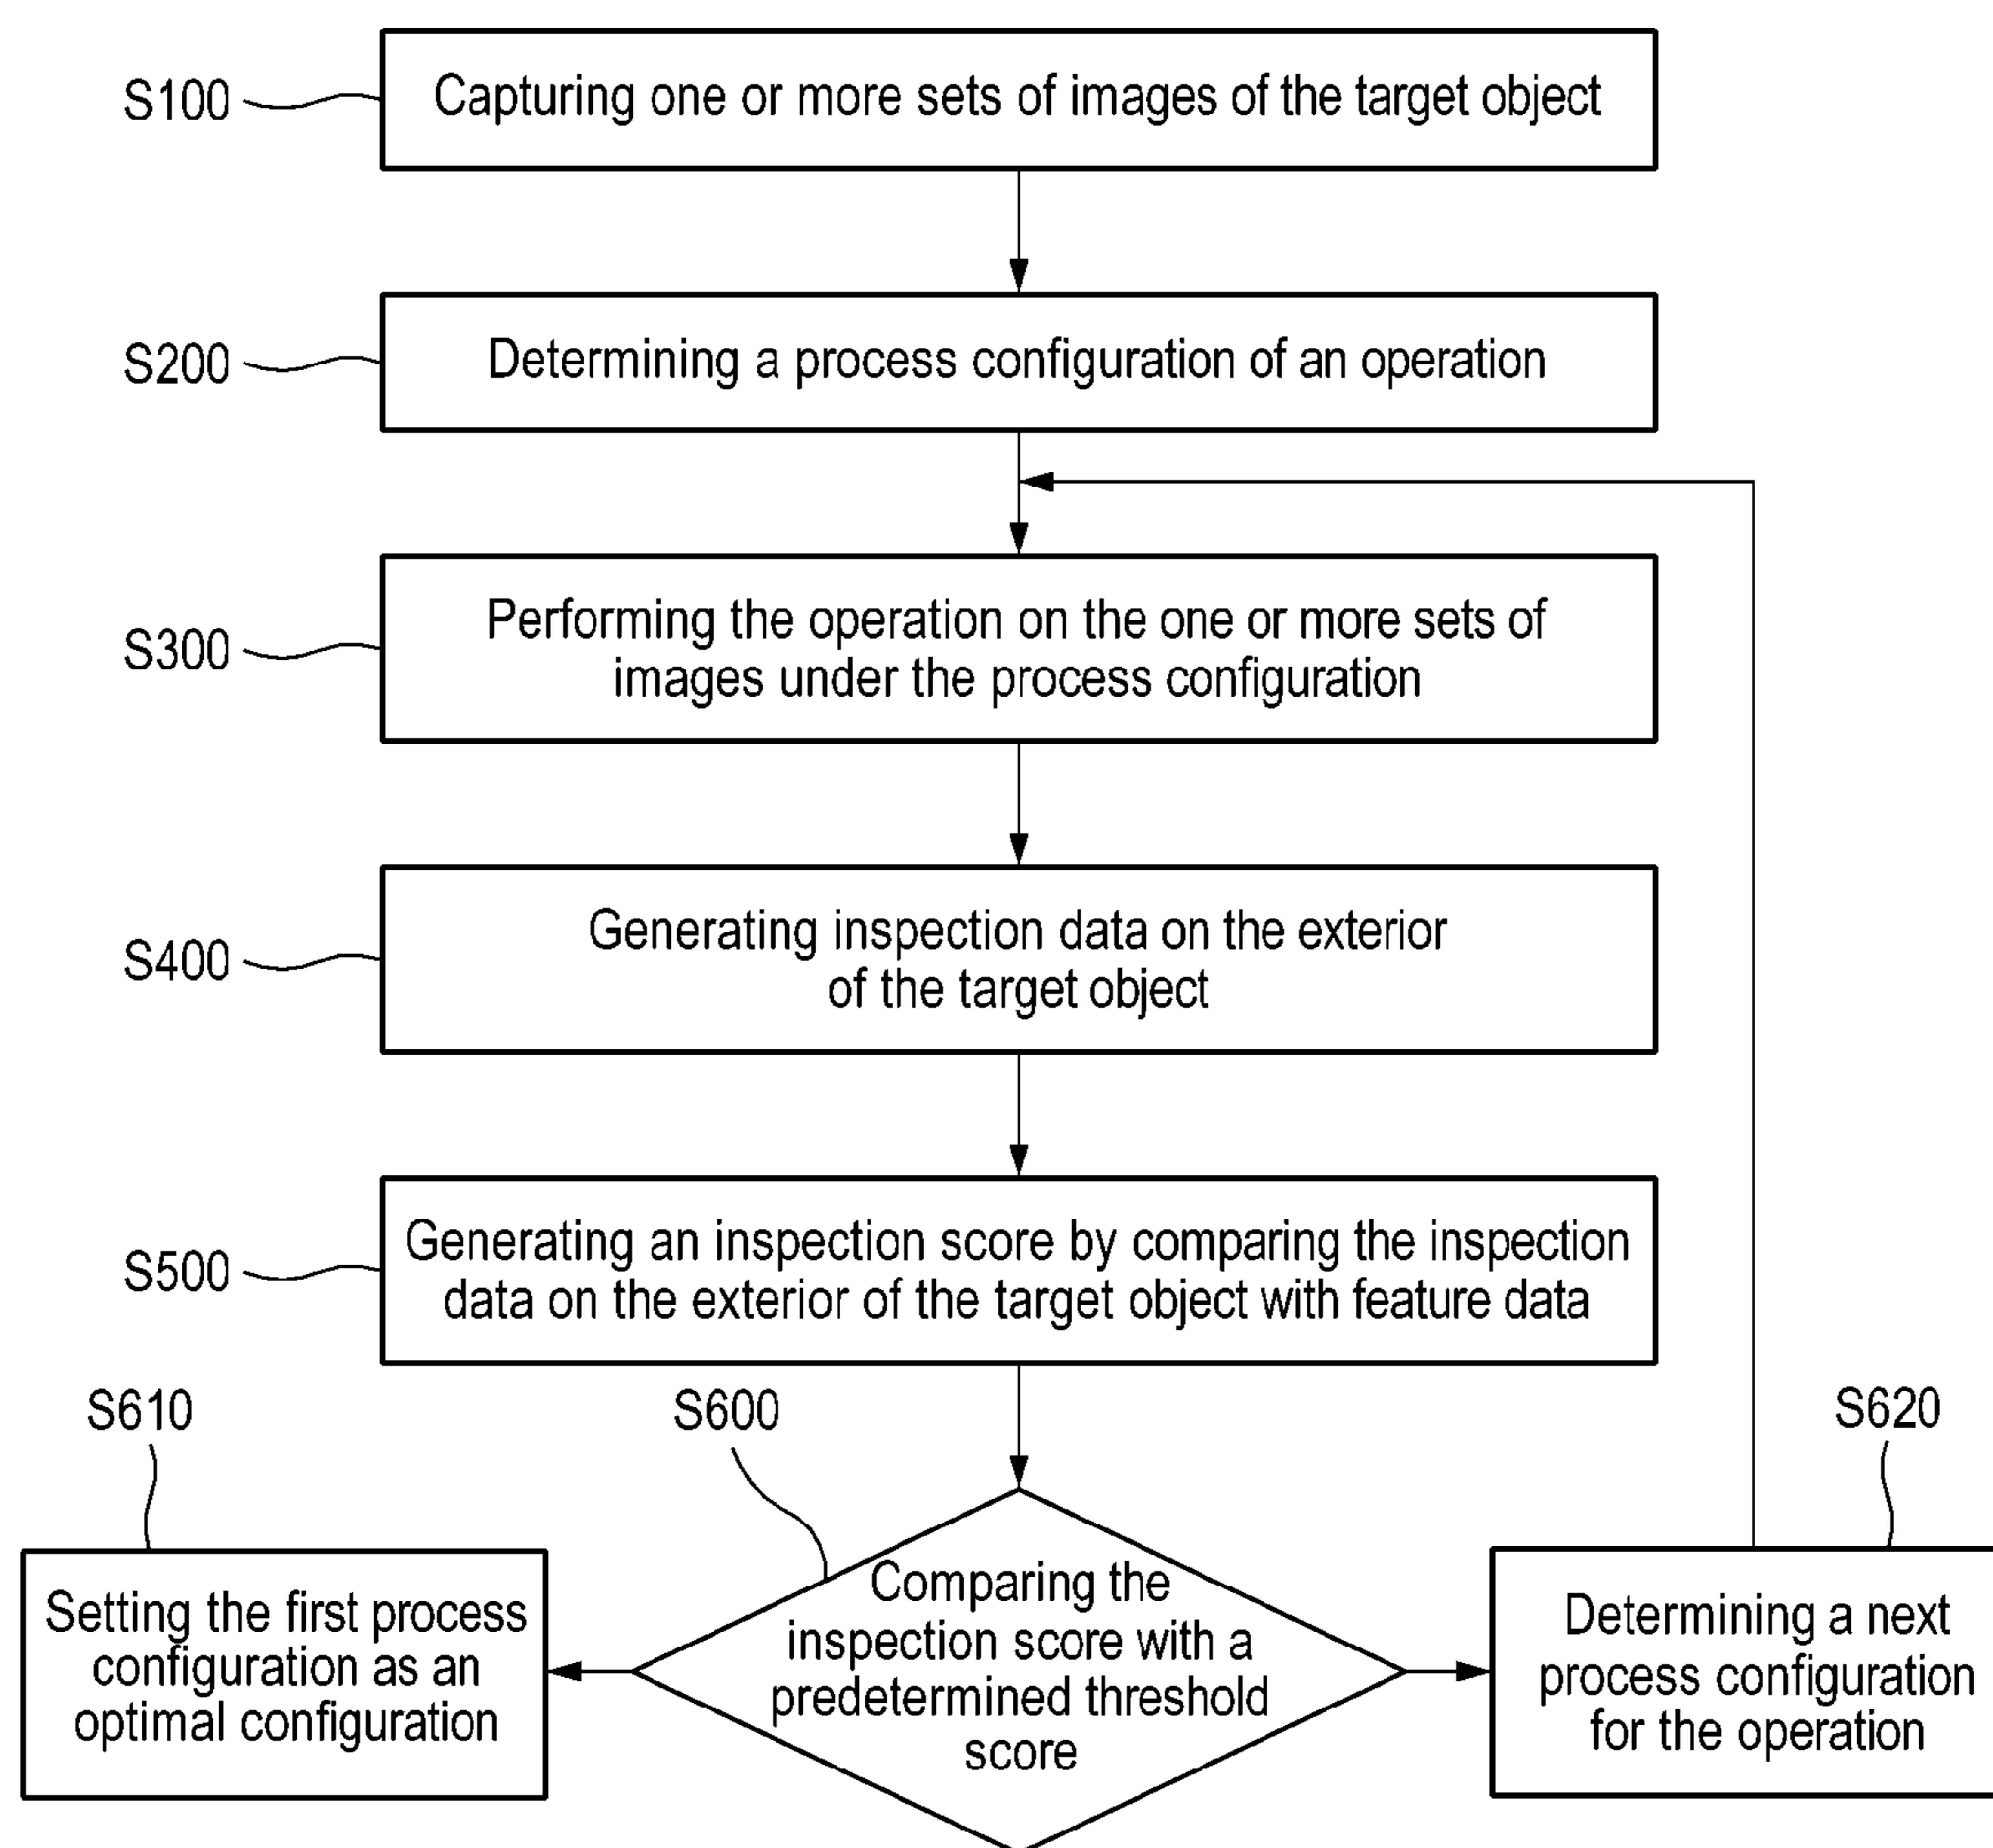 S100
Capturing one or more sets of images of the target object
S200
Determining a process configuration of an operation
S300
Performing the operation on the one or more sets of
images under the process configuration
S400
Generating inspection data on the exterior
of the target object
S500
Generating an inspection score by comparing the inspection
data on the exterior of the target object with feature data
S610
Setting the first process
configuration as an
optimal configuration
S600
Comparing the
inspection score with a
predetermined threshold
score
S620
Determining a next
process configuration
for the operation